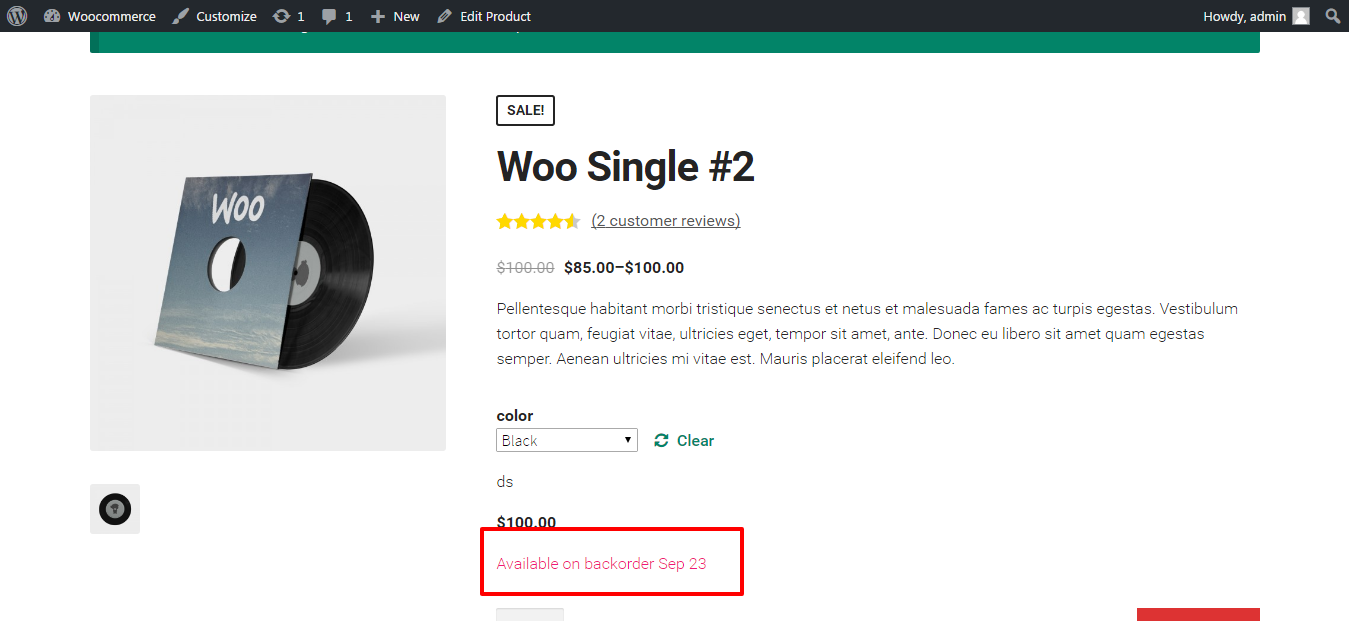 Woocommerce Customize 1 1 New Edit Product Howdy, admin
SALE!
Woo Single #2
WOO
(2 customer reviews)
$100.00 $85.00–$100.00
Pellentesque habitant morbi tristique senectus et netus et malesuada fames ac turpis egestas. Vestibulum
tortor quam, feugiat vitae, ultricies eget, tempor sit amet, ante. Donec eu libero sit amet quam egestas
semper. Aenean ultricies mi vitae est. Mauris placerat eleifend leo.
color
Black Clear
ds
$100.00
Available on backorder Sep 23